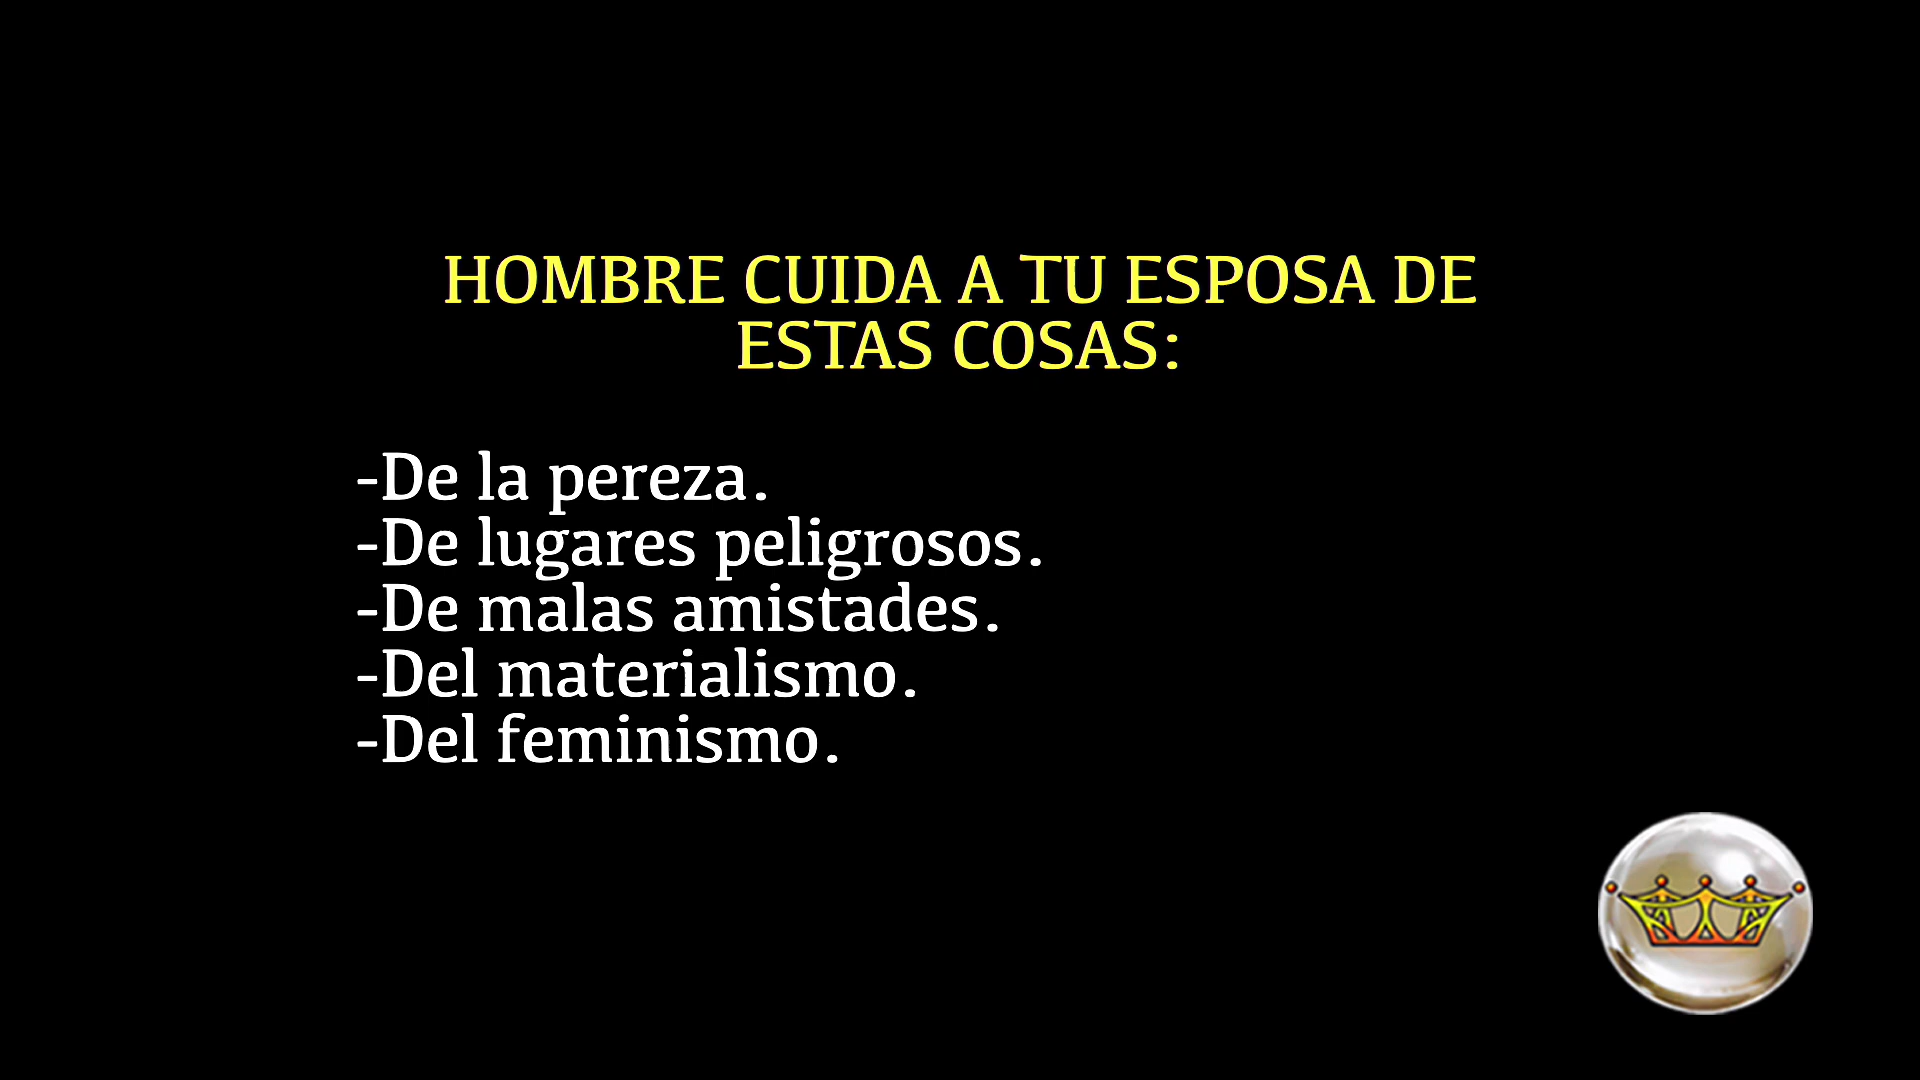 HOMBRE CUIDA A TU ESPOSA DE
ESTAS COSAS:
-De la pereza.
-De lugares peligrosos.
-De malas amistades.
-Del materialismo.
-Del feminismo.